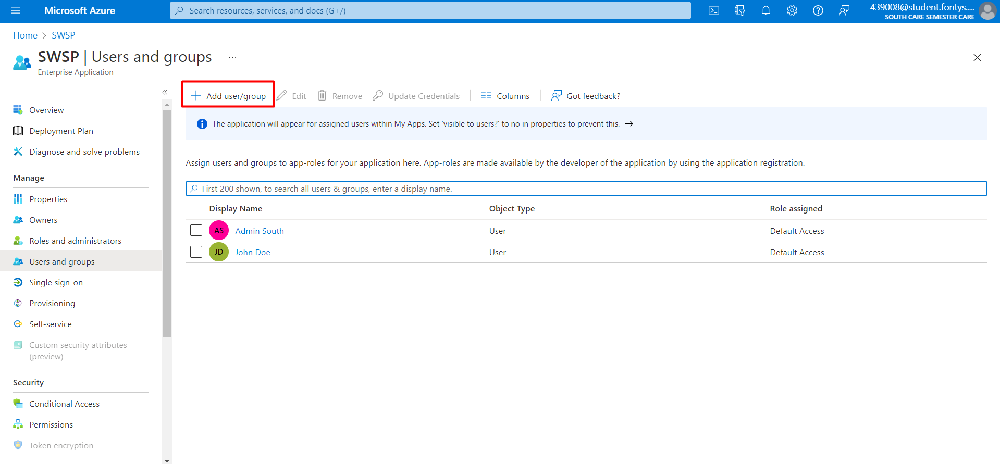 Microsoft Azure
Search resources, services, and docs (G+/)
439008@student.fontys....
SOUTH CARE SEMESTER CARE
Home > SWSP
SWSP | Users and groups ...
Enterprise Application
«
Overview
Deployment Plan
Diagnose and solve problems
Manage
Properties
Owners
Roles and administrators
Users and groups
Single sign-on
Provisioning
Self-service
Custom security attributes
(preview)
Security
Conditional Access
Permissions
Token encryption
Add user/group Edit Remove Update Credentials Columns Got feedback?
The application will appear for assigned users within My Apps. Set 'visible to users?' to no in properties to prevent this. →
Assign users and groups to app-roles for your application here. App-roles are made available by the developer of the application by using the application registration.
First 200 shown, to search all users & groups, enter a display name.
Display Name Object Type Role assigned
AS Admin South User Default Access
JD John Doe User Default Access